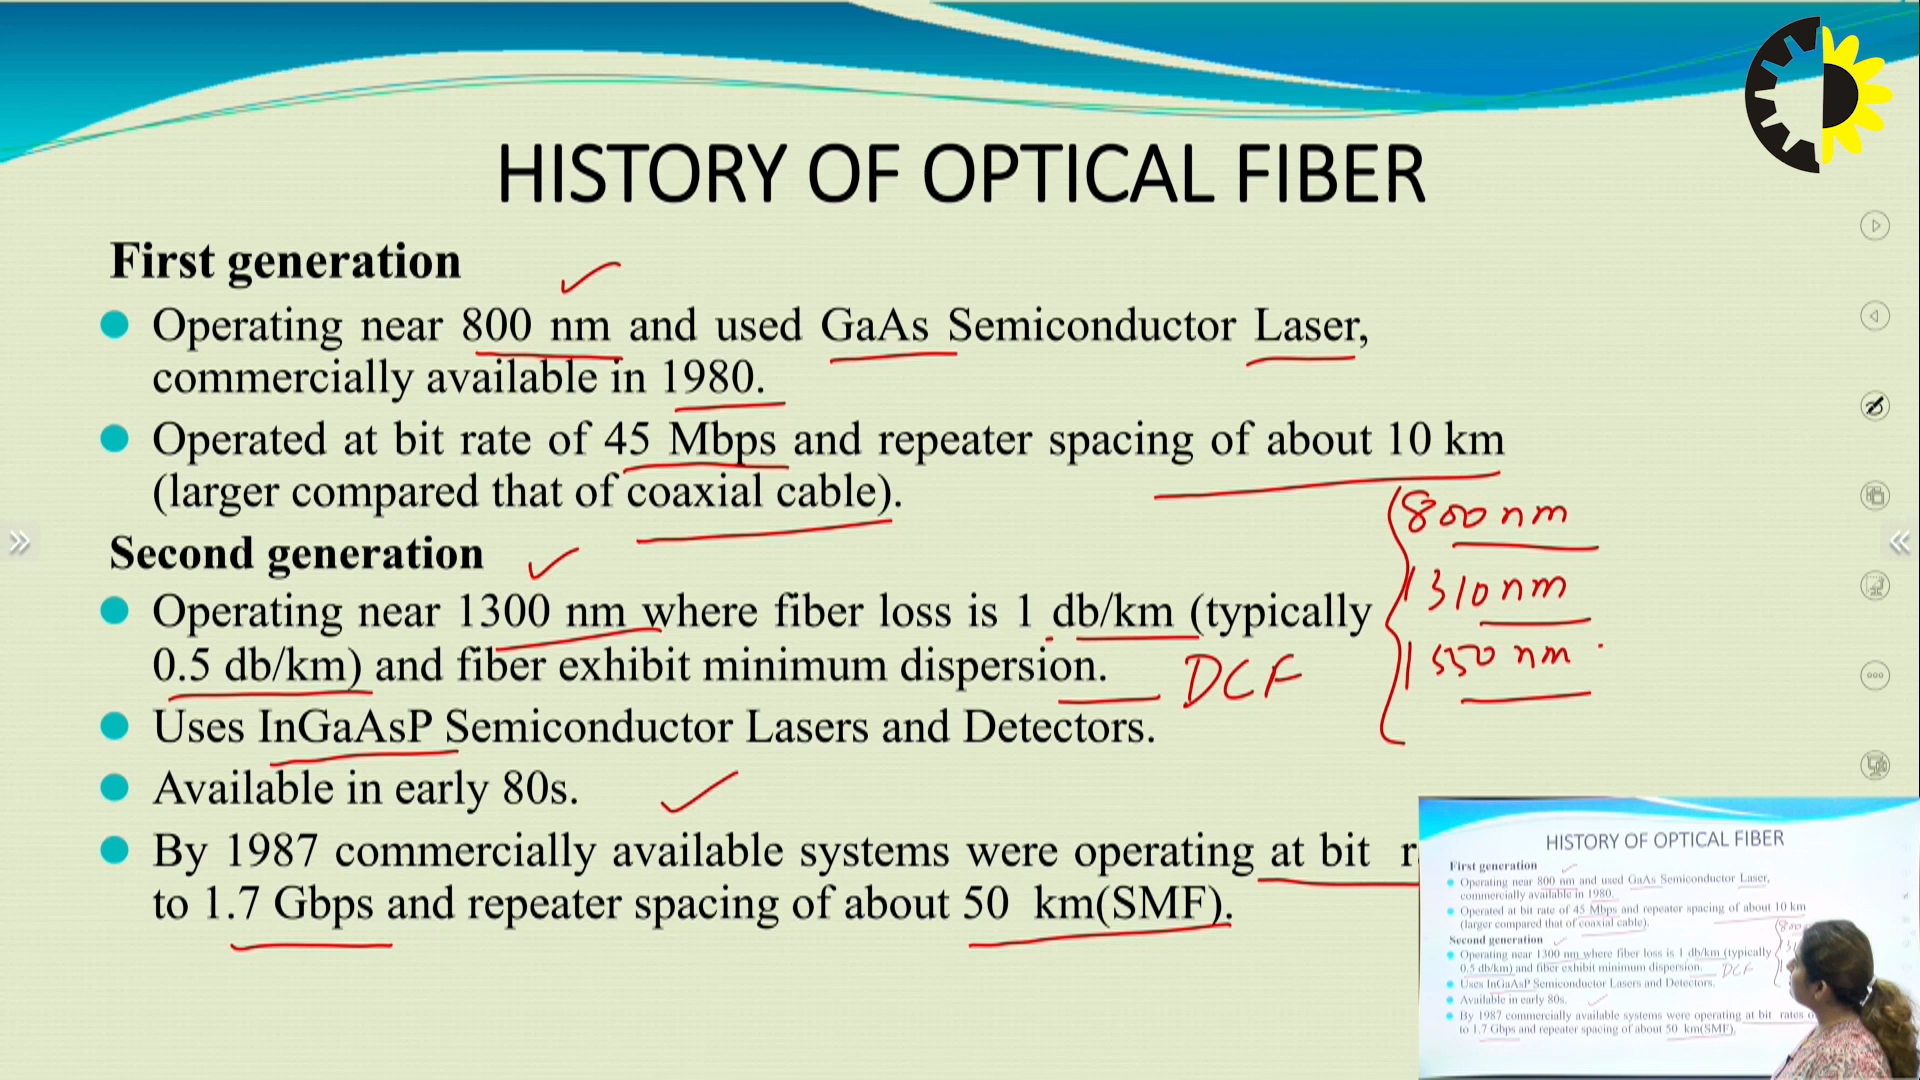 HISTORY OF OPTICAL FIBER
First generation
Operating near 800 nm and used GaAs Semiconductor Laser,
commercially available in 1980.
Operated at bit rate of 45 Mbps and repeater spacing of about 10 km
(larger compared that of coaxial cable).
800 nm
1310 nm
1550 nm
Second generation
Operating near 1300 nm where fiber loss is 1 db/km (typically
0.5 db/km) and fiber exhibit minimum dispersion.
DCF
Uses InGaAsP Semiconductor Lasers and Detectors.
Available in early 80s.
By 1987 commercially available systems were operating at bit
to 1.7 Gbps and repeater spacing of about 50 km(SMF).
HISTORY OF OPTICAL FIBER
First generation
Operating near 800 nm and used GaAs Semiconductor Laser,
commercially available in 1980.
Operated at bit rate of 45 Mbps and repeater spacing of about 10 km
(larger compared that of coaxial cable).
Second generation
Operating near 1300 nm where fiber loss is 1 db/km (typically
0.5 db/km) and fiber exhibit minimum dispersion.
DCF
Uses InGaAsP Semiconductor Lasers and Detectors.
Available in early 80s.
By 1987 commercially available systems were operating at bit rates
to 1.7 Gbps and repeater spacing of about 50 km(SMF).